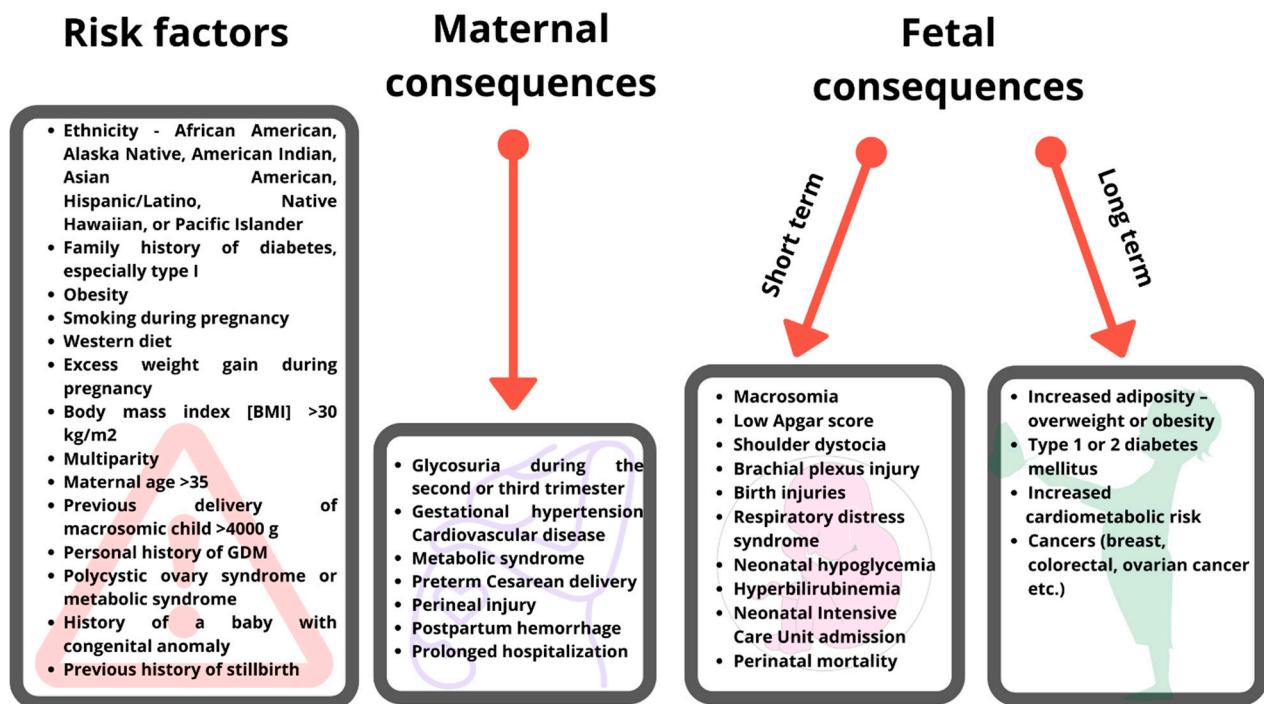 Risk factors
• Ethnicity - African American,
Alaska Native, American Indian,
Asian American,
Hispanic/Latino, Native
Hawaiian, or Pacific Islander
• Family history of diabetes,
especially type I
• Obesity
• Smoking during pregnancy
• Western diet
• Excess weight gain during
pregnancy
• Body mass index [BMI] >30
kg/m2
• Multiparity
• Maternal age >35
• Previous delivery of
macrosomic child >4000 g
• Personal history of GDM
• Polycystic ovary syndrome or
metabolic syndrome
• History of a baby with
congenital anomaly
• Previous history of stillbirth
Maternal
consequences
• Glycosuria during the
second or third trimester
• Gestational hypertension
Cardiovascular disease
• Metabolic syndrome
• Preterm Cesarean delivery
• Perineal injury
• Postpartum hemorrhage
• Prolonged hospitalization
Fetal
consequences
Short term
• Macrosomia
• Low Apgar score
• Shoulder dystocia
• Brachial plexus injury
• Birth injuries
• Respiratory distress
syndrome
• Neonatal hypoglycemia
• Hyperbilirubinemia
• Neonatal Intensive
Care Unit admission
• Perinatal mortality
Long term
• Increased adiposity –
overweight or obesity
• Type 1 or 2 diabetes
mellitus
• Increased
cardiometabolic risk
• Cancers (breast,
colorectal, ovarian cancer
etc.)